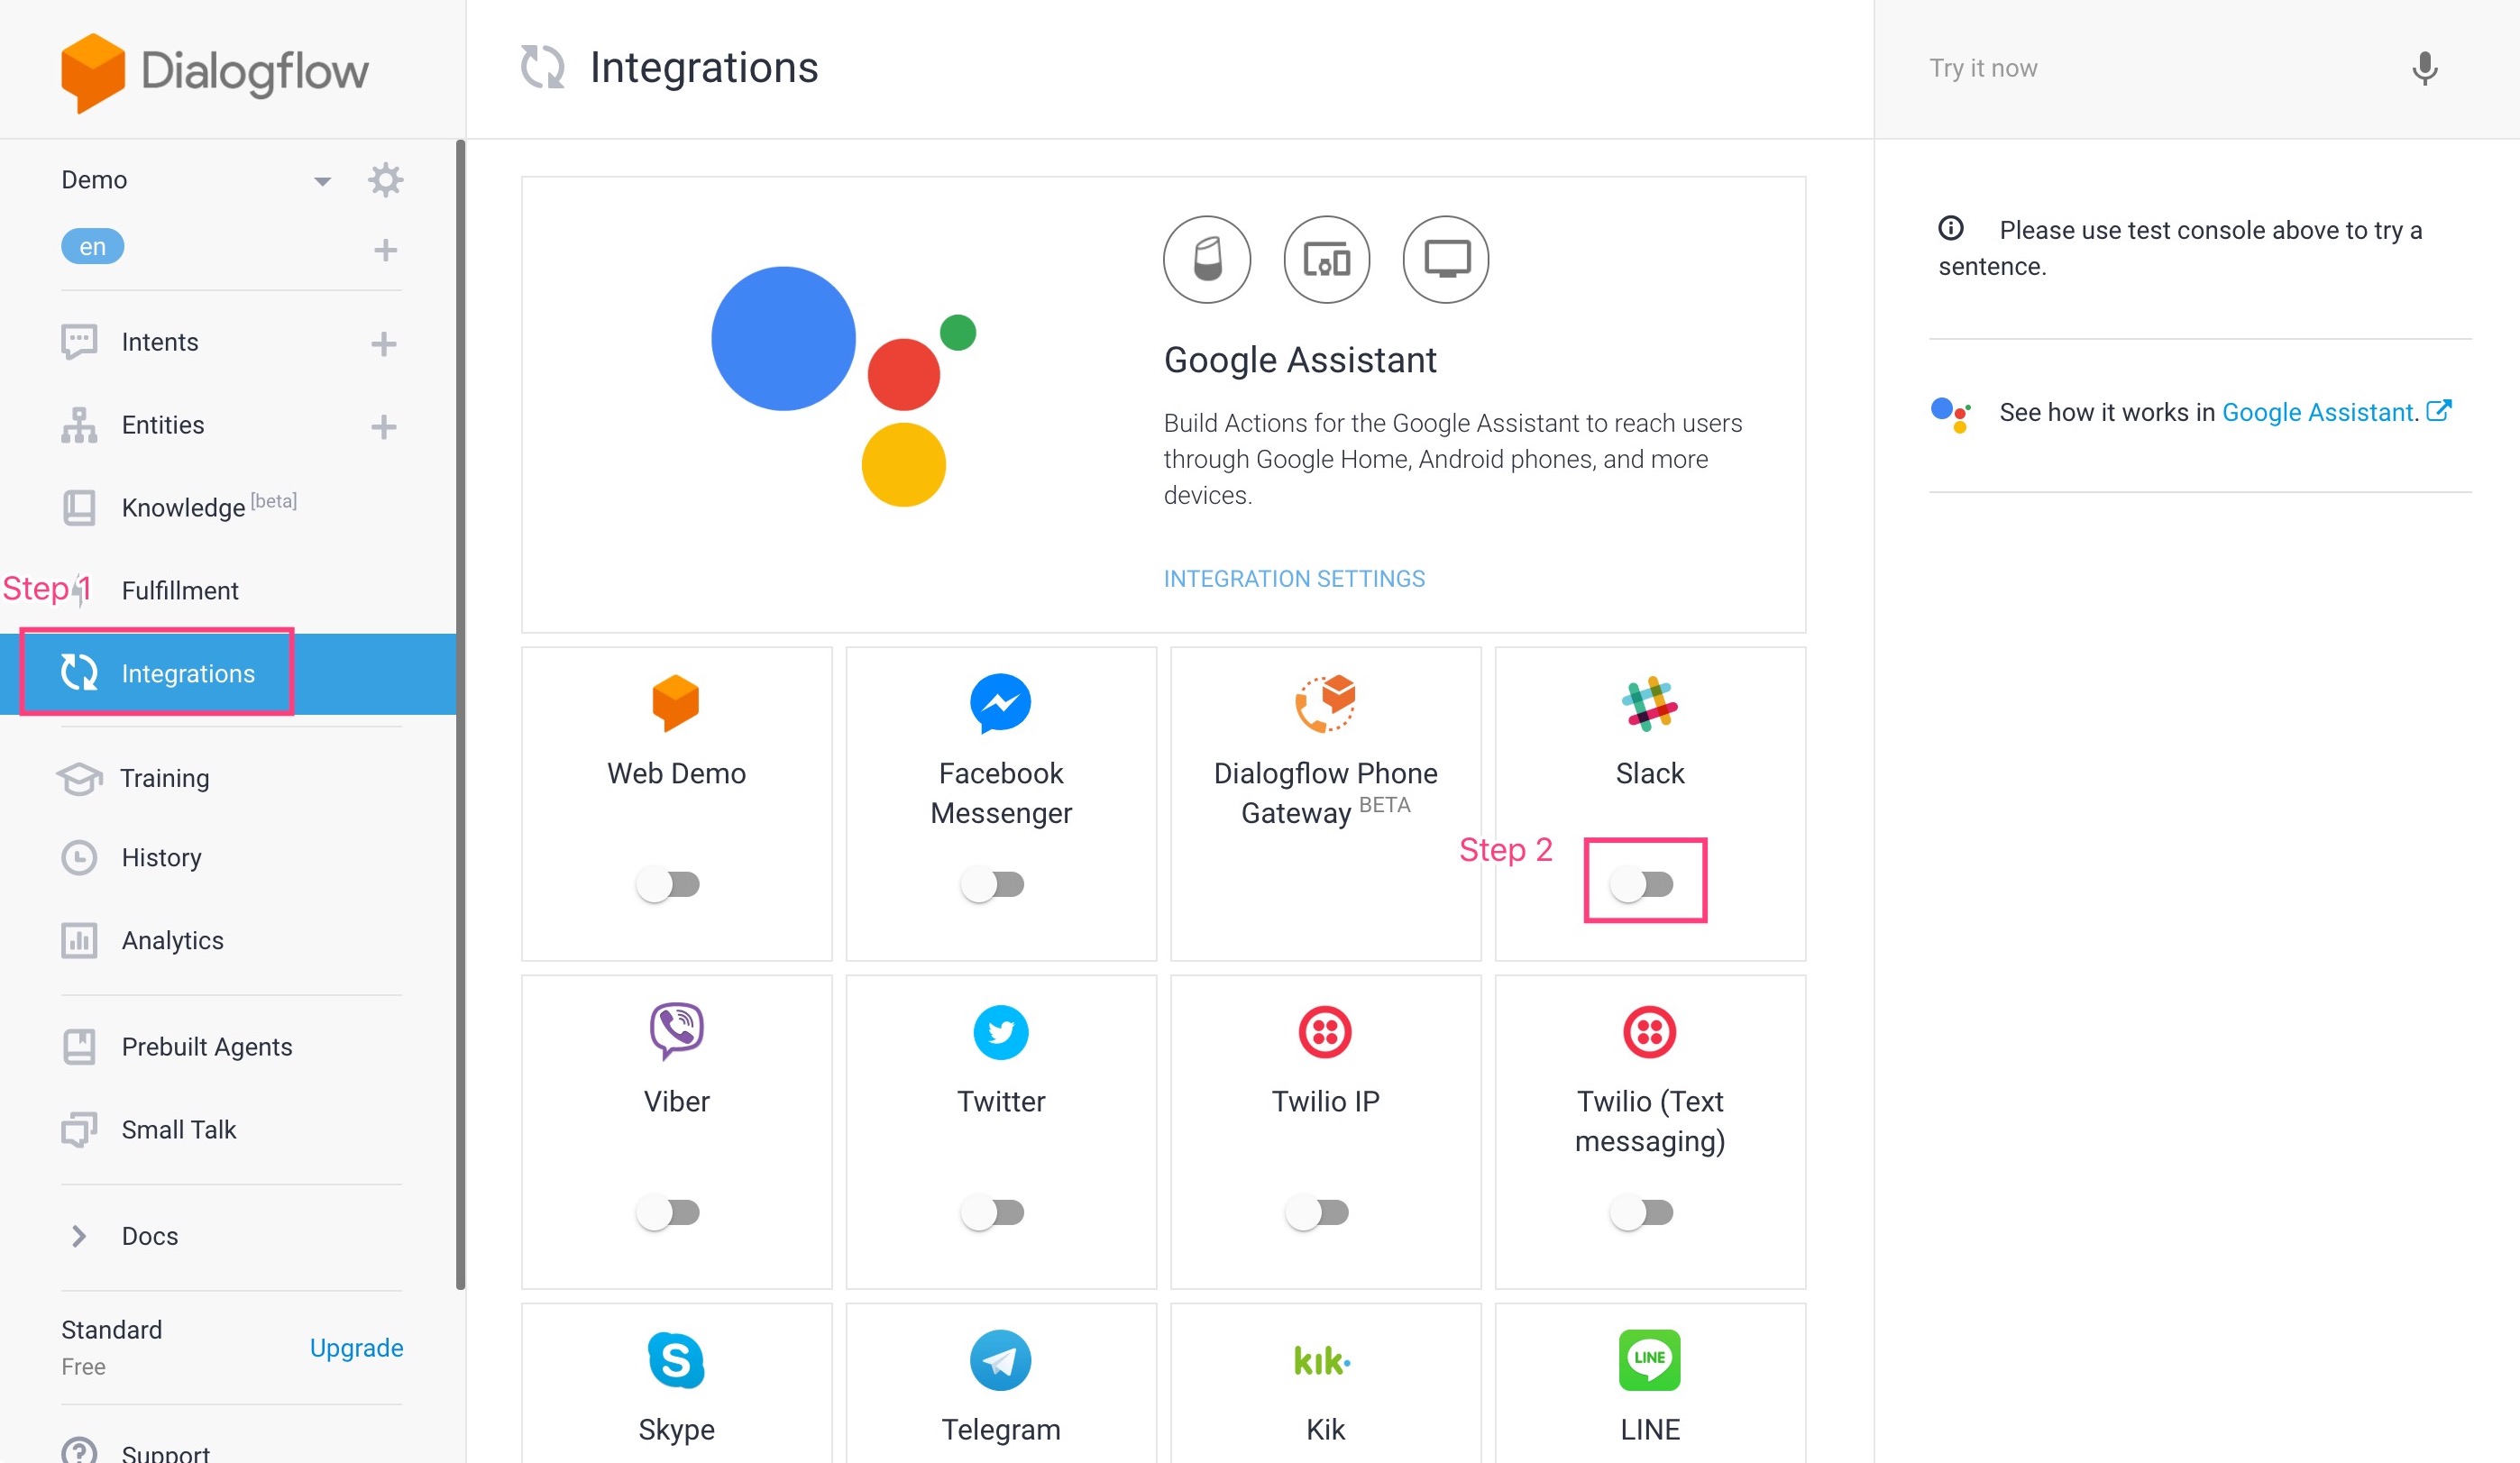 Dialogflow
Demo
en
Intents
Entities
Knowledge [beta]
Step 1
Fulfillment
Integrations
Training
History
Analytics
Prebuilt Agents
Small Talk
Docs
Standard
Free
Upgrade
Support
Integrations
Google Assistant
Build Actions for the Google Assistant to reach users
through Google Home, Android phones, and more
devices.
INTEGRATION SETTINGS
Web Demo
Facebook
Messenger
Dialogflow Phone
Gateway BETA
Slack
Step 2
Viber
Twitter
Twilio IP
Twilio (Text
messaging)
S
Skype
Telegram
kik.
Kik
LINE
LINE
Try it now
Please use test console above to try a
sentence.
See how it works in Google Assistant.